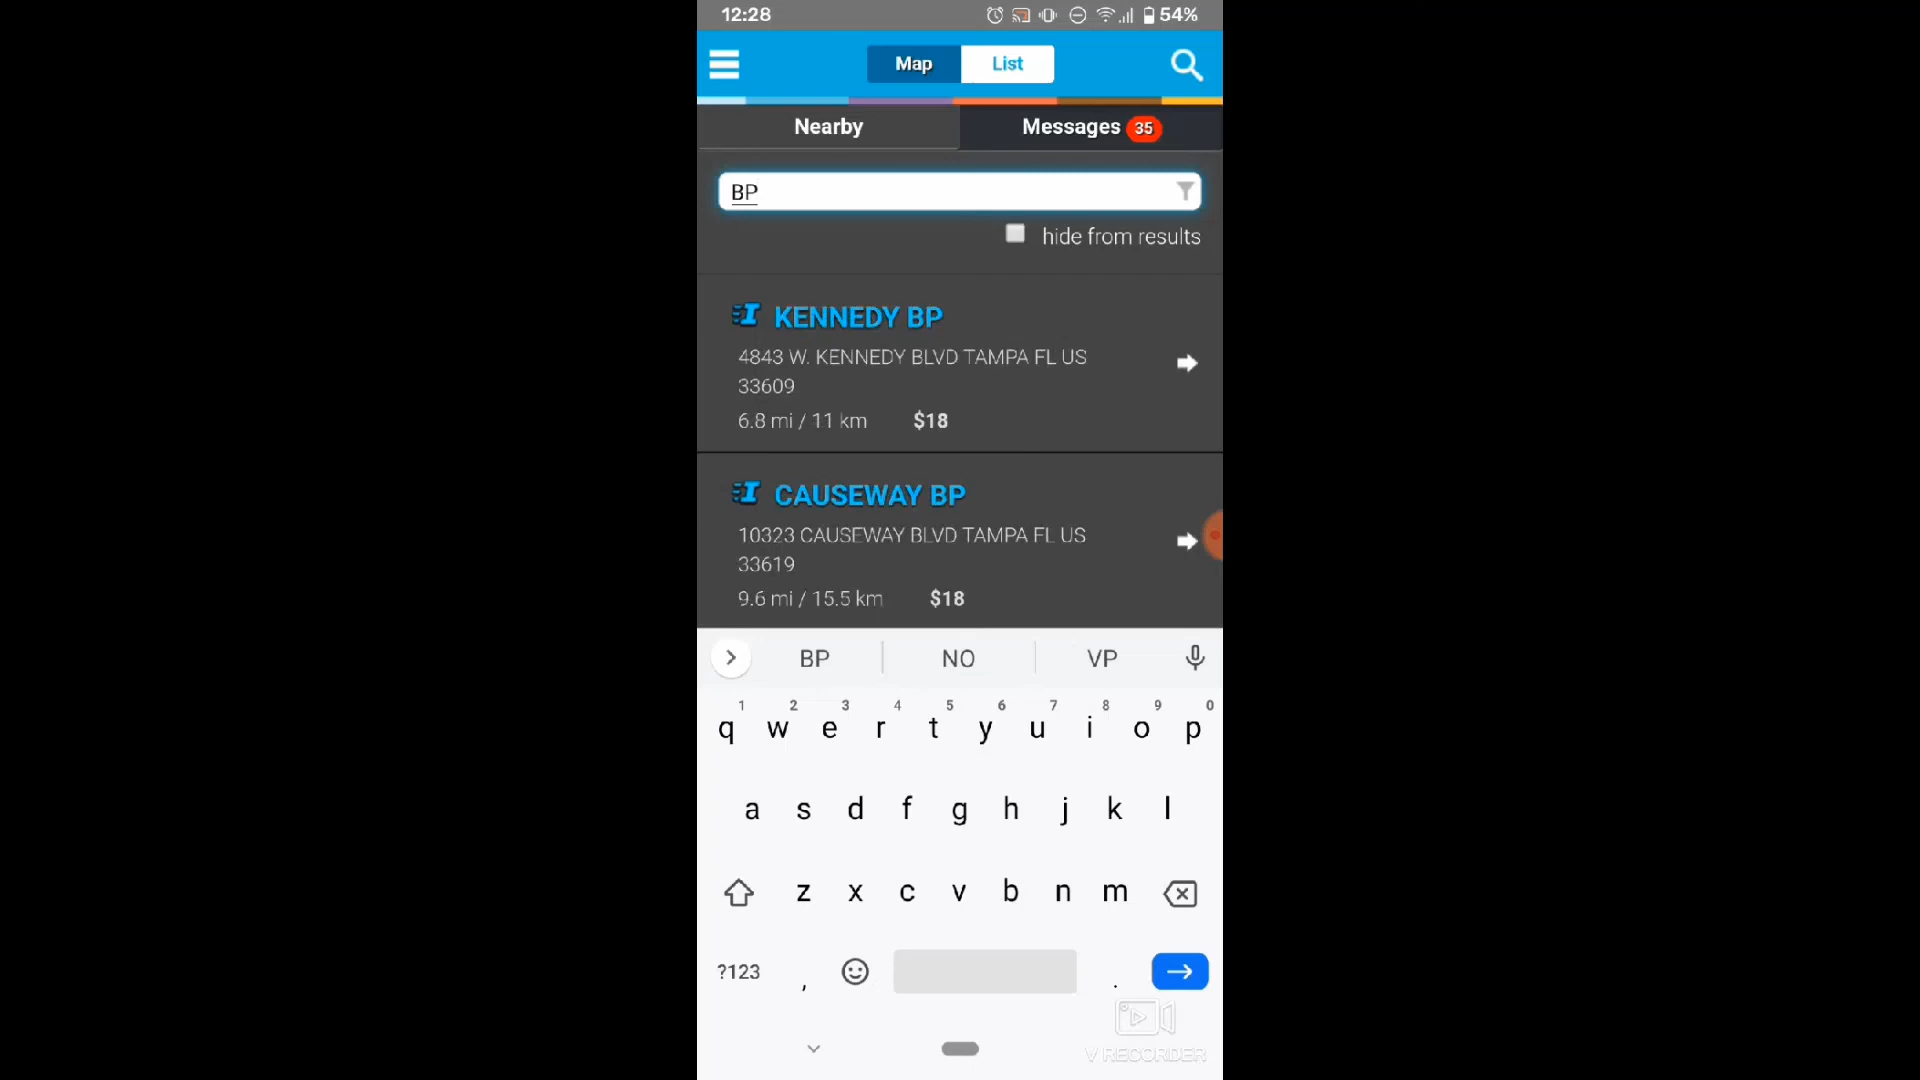 12:28 54%
Map List
Nearby Messages 35
BP
hide from results
I KENNEDY BP
4843 W. KENNEDY BLVD TAMPA FL US
33609
6.8 mi / 11 km $18
I CAUSEWAY BP
10323 CAUSEWAY BLVD TAMPA FL US
33619
9.6 mi / 15.5 km $18
BP NO VP
1 2 3 4 5 6 7 8 9 0
q w e r t y u i o p
a s d f g h j k l
z x c v b n m
?123 , .
V RECORDER